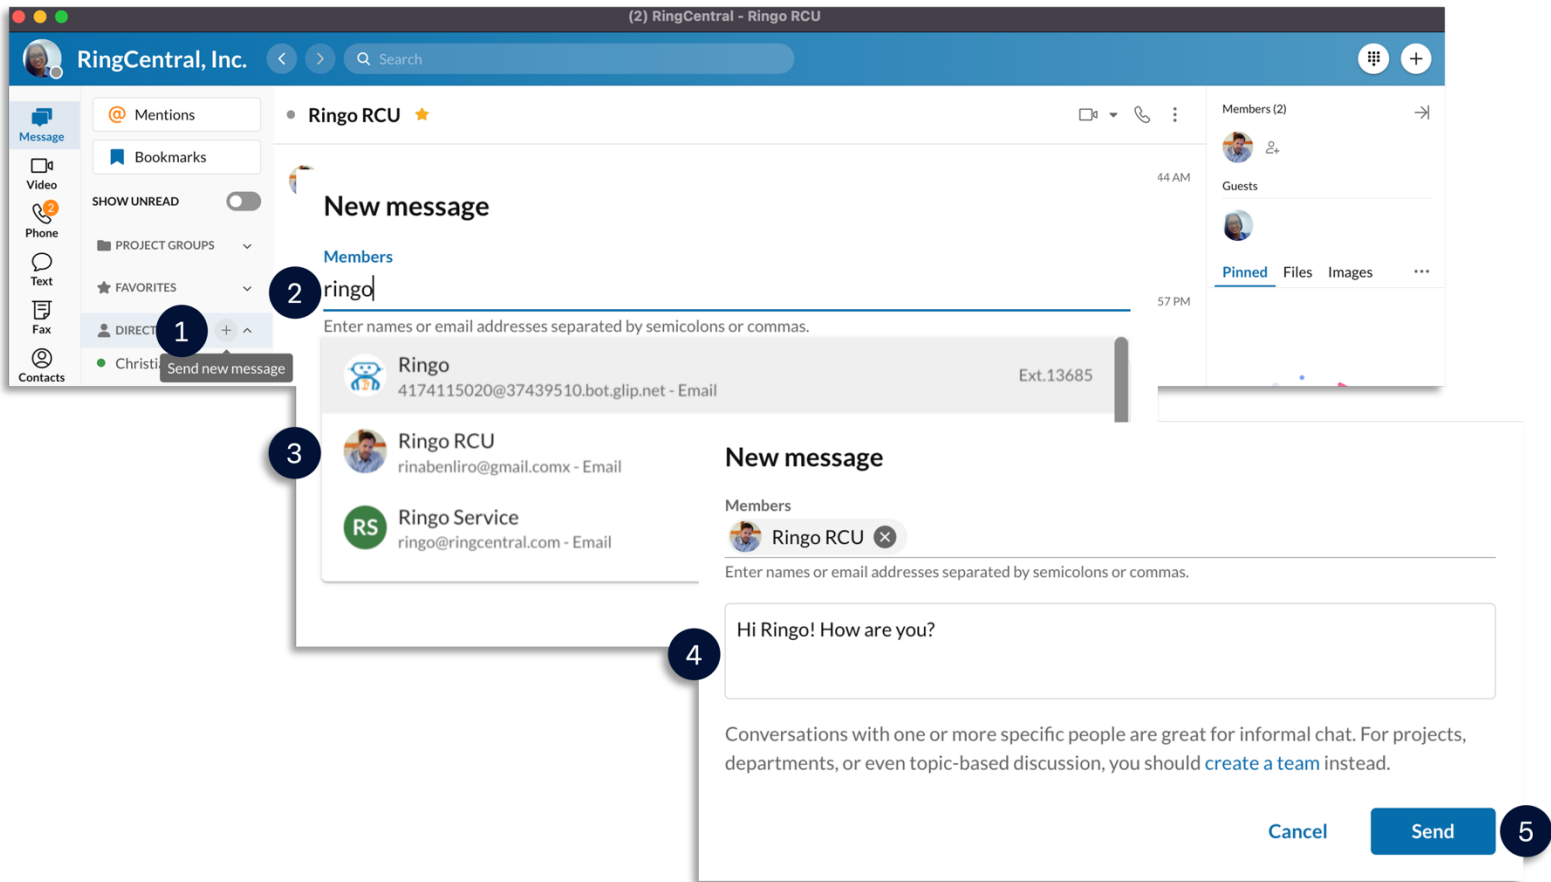 (2) RingCentral - Ringo RCU
RingCentral, Inc.
Search
Message
Video
2
Phone
Text
Fax
Contacts
Mentions
Bookmarks
SHOW UNREAD
PROJECT GROUPS
FAVORITES
1
DIRECT
Send new message
Ringo RCU
44 AM
57 PM
Members (2)
Guests
Pinned Files Images
New message
Members
2
ringo
Enter names or email addresses separated by semicolons or commas.
Ringo
4174115020@37439510.bot.glip.net - Email
Ext.13685
3
Ringo RCU
rinabenliro@gmail.comx - Email
RS
Ringo Service
ringo@ringcentral.com - Email
New message
Members
Ringo RCU
Enter names or email addresses separated by semicolons or commas.
4
Hi Ringo! How are you?
Conversations with one or more specific people are great for informal chat. For projects,
departments, or even topic-based discussion, you should create a team instead.
Cancel
Send
5